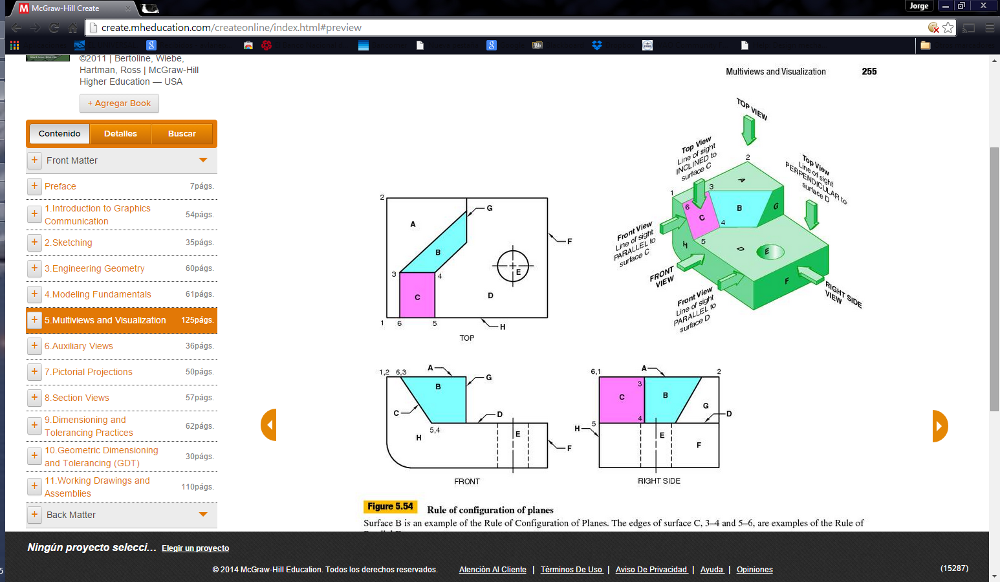 McGraw-Hill Create
Jorge
create.mheducation.com/createonline/index.html#preview
©2011 | Bertoline, Wiebe,
Hartman, Ross | McGraw-Hill
Higher Education — USA
+ Agregar Book
Contenido Detalles Buscar
+ Front Matter
+ Preface 7págs.
+ 1.Introduction to Graphics
Communication 54págs.
+ 2.Sketching 35págs.
+ 3.Engineering Geometry 60págs.
+ 4.Modeling Fundamentals 61págs.
+ 5.Multiviews and Visualization 125págs.
+ 6.Auxiliary Views 36págs.
+ 7.Pictorial Projections 50págs.
+ 8.Section Views 57págs.
+ 9.Dimensioning and
Tolerancing Practices 62págs.
+ 10.Geometric Dimensioning
and Tolerancing (GDT) 30págs.
+ 11.Working Drawings and
Assemblies 110págs.
+ Back Matter
Multiviews and Visualization 255
TOP VIEW
Top View
Line of sight
INCLINED to
surface C
Top View
Line of sight
PERPENDICULAR to
surface D
2
1
3
A
6
B
G
C
4
5
H
D
E
F
Front View
Line of sight
PARALLEL to
surface C
FRONT
VIEW
Front View
Line of sight
PARALLEL to
surface D
RIGHT SIDE
VIEW
2
G
A
F
B
3
4
E
C
D
1 6 5
H
TOP
1,2 6,3 A
G
B
C
D
5,4
H
E
F
FRONT
6,1 A 2
3
C B
G
D
4
5
H
E
F
RIGHT SIDE
Figure 5.54 Rule of configuration of planes
Surface B is an example of the Rule of Configuration of Planes. The edges of surface C, 3–4 and 5–6, are examples of the Rule of
Ningún proyecto selecci... Elegir un proyecto
© 2014 McGraw-Hill Education. Todos los derechos reservados. Atención Al Cliente | Términos De Uso | Aviso De Privacidad | Ayuda | Opiniones
(15287)